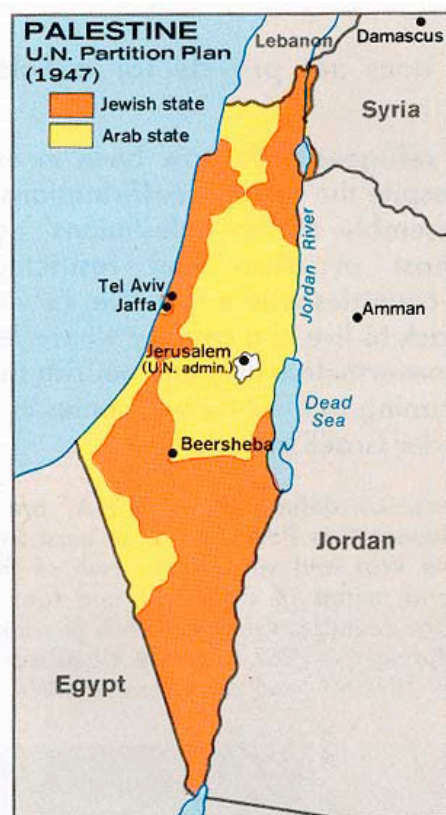 PALESTINE
U.N. Partition Plan
(1947)
Jewish state
Arab state
Lebanon
Damascus
Syria
Jordan River
Tel Aviv
Jaffa
Amman
Jerusalem
(U.N. admin.)
Dead
Sea
Beersheba
Jordan
Egypt